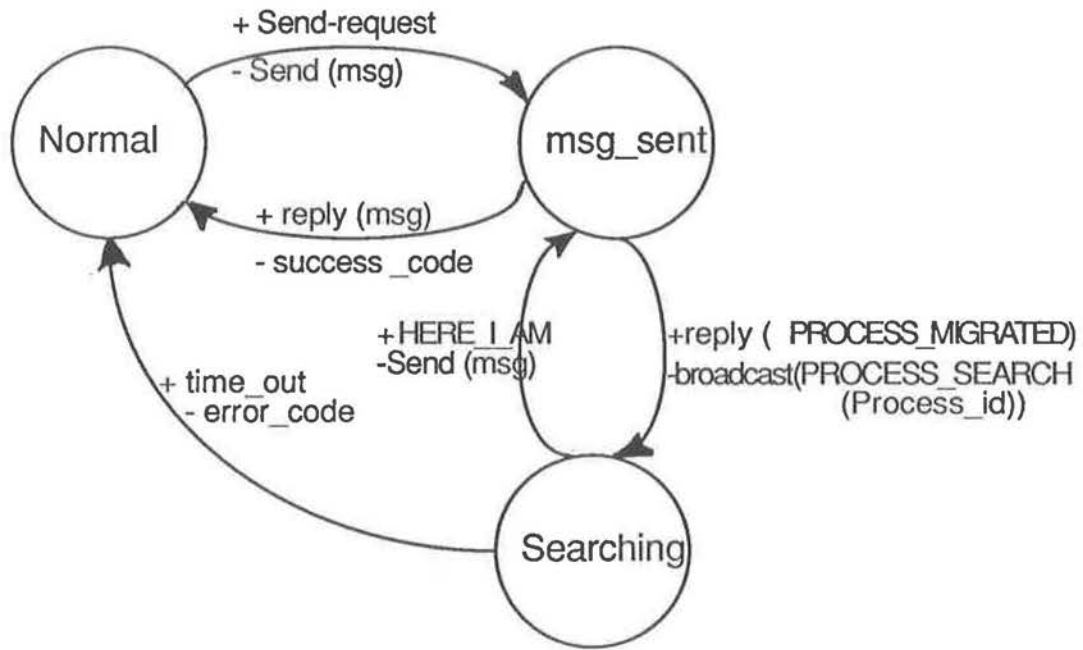 + Send-request
- Send (msg)
Normal
msg_sent
+ reply (msg)
- success _code
+HERE_I_AM
-Send (msg)
+reply ( PROCESS_MIGRATED)
-broadcast(PROCESS_SEARCH
(Process_id))
+ time_out
- error_code
Searching